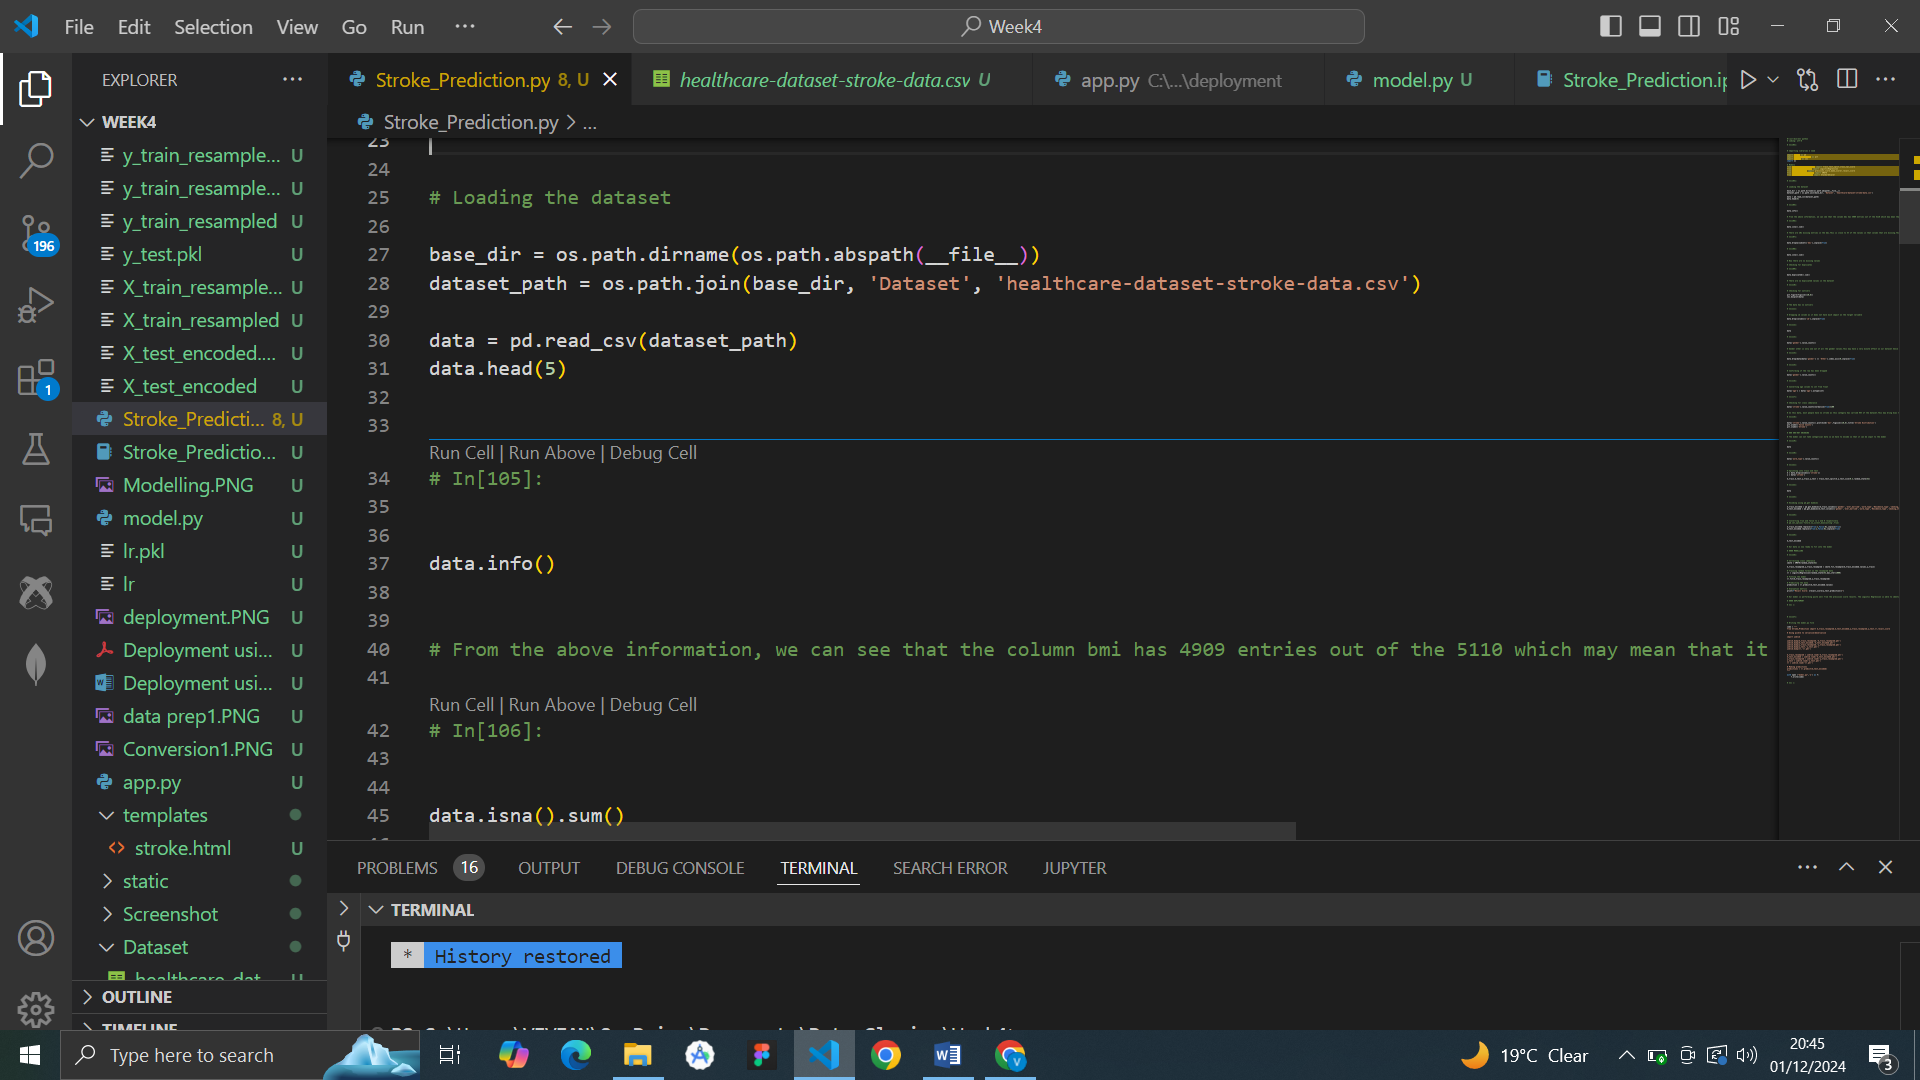 File Edit Selection View Go Run ··· Week4
EXPLORER ···
WEEK4
y_train_resample... U
y_train_resample... U
y_train_resampled U
y_test.pkl U
X_train_resample... U
X_train_resampled U
X_test_encoded.... U
X_test_encoded U
Stroke_Predicti... 8, U
Stroke_Predictio... U
Modelling.PNG U
model.py U
lr.pkl U
lr U
deployment.PNG U
Deployment usi... U
Deployment usi... U
data prep1.PNG U
Conversion1.PNG U
app.py U
templates
stroke.html U
static
Screenshot
Dataset
healthcare-dat... U
OUTLINE
TIMELINE
196
1
Stroke_Prediction.py 8, U healthcare-dataset-stroke-data.csv U app.py C:\...\deployment model.py U Stroke_Prediction.ip
Stroke_Prediction.py > ...
23
24
25 # Loading the dataset
26
27 base_dir = os.path.dirname(os.path.abspath(__file__))
28 dataset_path = os.path.join(base_dir, 'Dataset', 'healthcare-dataset-stroke-data.csv')
29
30 data = pd.read_csv(dataset_path)
31 data.head(5)
32
33
Run Cell | Run Above | Debug Cell
34 # In[105]:
35
36
37 data.info()
38
39
40 # From the above information, we can see that the column bmi has 4909 entries out of the 5110 which may mean that it
41
Run Cell | Run Above | Debug Cell
42 # In[106]:
43
44
45 data.isna().sum()
PROBLEMS 16 OUTPUT DEBUG CONSOLE TERMINAL SEARCH ERROR JUPYTER
TERMINAL
* History restored
Type here to search
19°C Clear
20:45
01/12/2024
3